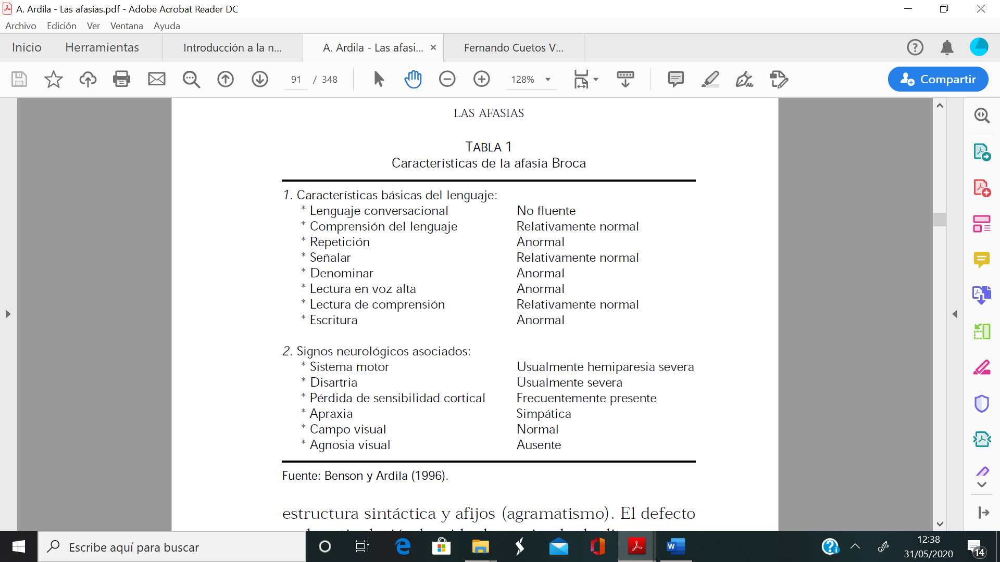 A. Ardila - Las afasias.pdf - Adobe Acrobat Reader DC
Archivo Edición Ver Ventana Ayuda
Inicio Herramientas Introducción a la n... A. Ardila - Las afasi... × Fernando Cuetos V...
91 / 348 128% Compartir
LAS AFASIAS
TABLA 1
Características de la afasia Broca
1. Características básicas del lenguaje:
* Lenguaje conversacional No fluente
* Comprensión del lenguaje Relativamente normal
* Repetición Anormal
* Señalar Relativamente normal
* Denominar Anormal
* Lectura en voz alta Anormal
* Lectura de comprensión Relativamente normal
* Escritura Anormal
2. Signos neurológicos asociados:
* Sistema motor Usualmente hemiparesia severa
* Disartria Usualmente severa
* Pérdida de sensibilidad cortical Frecuentemente presente
* Apraxia Simpática
* Campo visual Normal
* Agnosia visual Ausente
Fuente: Benson y Ardila (1996).
estructura sintáctica y afijos (agramatismo). El defecto
Escribe aquí para buscar
12:38
31/05/2020
14